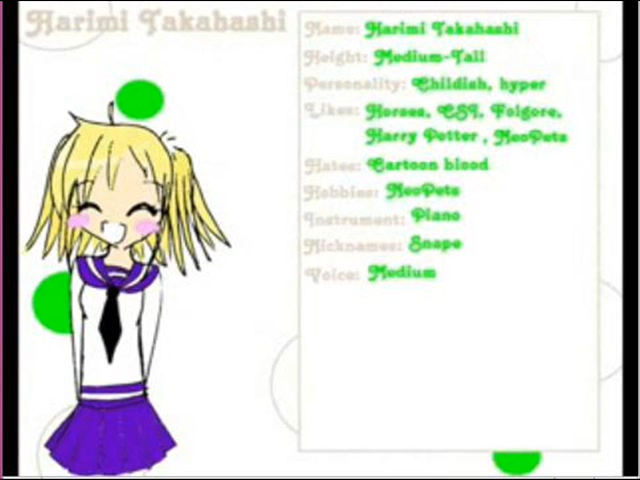 Harimi Takahashi
Name: Harimi Takahashi
Height: Medium-Tall
Personality: Childish, hyper
Likes: Horses, CSI, Folgore,
Harry Potter , NeoPets
Hates: Cartoon blood
Hobbies: NeoPets
Instrument: Piano
Nicknames: Snape
Voice: Medium